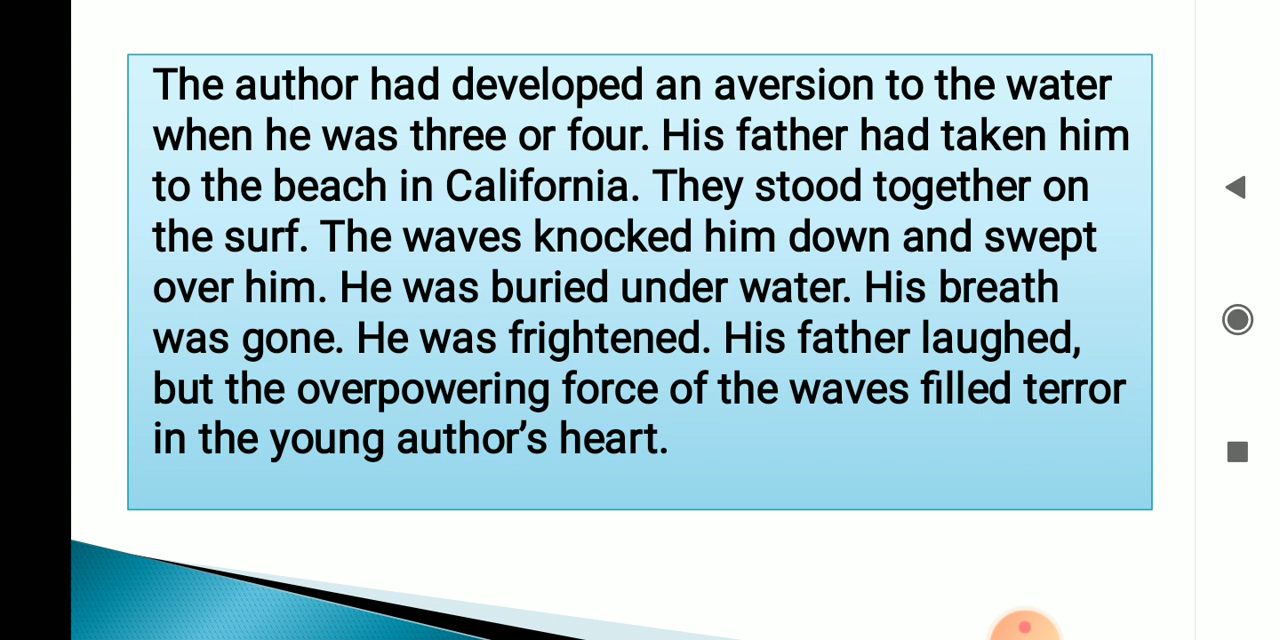 The author had developed an aversion to the water
when he was three or four. His father had taken him
to the beach in California. They stood together on
the surf. The waves knocked him down and swept
over him. He was buried under water. His breath
was gone. He was frightened. His father laughed,
but the overpowering force of the waves filled terror
in the young author’s heart.